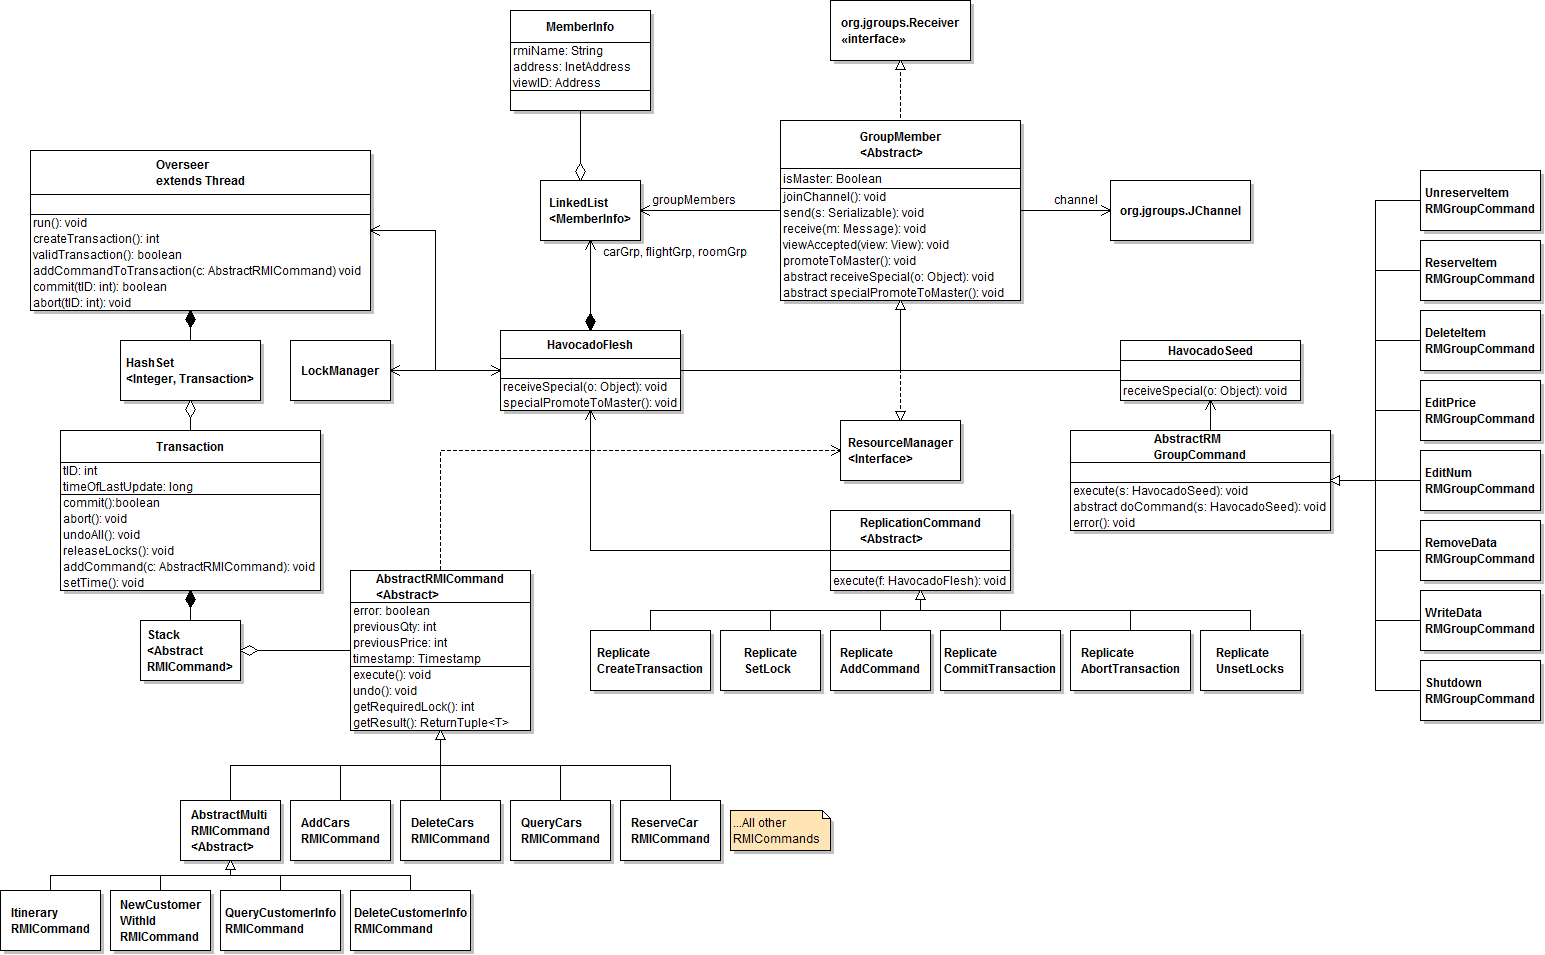 MemberInfo
rmiName: String
address: InetAddress
viewID: Address
org.jgroups.Receiver
«interface»
GroupMember
<Abstract>
isMaster: Boolean
joinChannel(): void
send(s: Serializable): void
receive(m: Message): void
viewAccepted(view: View): void
promoteToMaster(): void
abstract receiveSpecial(o: Object): void
abstract specialPromoteToMaster(): void
Overseer
extends Thread
run(): void
createTransaction(): int
validTransaction(): boolean
addCommandToTransaction(c: AbstractRMICommand) void
commit(tID: int): boolean
abort(tID: int): void
LinkedList
<MemberInfo>
groupMembers
carGrp, flightGrp, roomGrp
channel
org.jgroups.JChannel
HashSet
<Integer, Transaction>
LockManager
HavocadoFlesh
receiveSpecial(o: Object): void
specialPromoteToMaster(): void
HavocadoSeed
receiveSpecial(o: Object): void
Transaction
tID: int
timeOfLastUpdate: long
commit():boolean
abort(): void
undoAll(): void
releaseLocks(): void
addCommand(c: AbstractRMICommand): void
setTime(): void
ResourceManager
<Interface>
AbstractRM
GroupCommand
execute(s: HavocadoSeed): void
abstract doCommand(s: HavocadoSeed): void
error(): void
UnreserveItem
RMGroupCommand
ReserveItem
RMGroupCommand
DeleteItem
RMGroupCommand
EditPrice
RMGroupCommand
EditNum
RMGroupCommand
RemoveData
RMGroupCommand
WriteData
RMGroupCommand
Shutdown
RMGroupCommand
ReplicationCommand
<Abstract>
execute(f: HavocadoFlesh): void
Stack
<Abstract
RMICommand>
AbstractRMICommand
<Abstract>
error: boolean
previousQty: int
previousPrice: int
timestamp: Timestamp
execute(): void
undo(): void
getRequiredLock(): int
getResult(): ReturnTuple<T>
Replicate
CreateTransaction
Replicate
SetLock
Replicate
AddCommand
Replicate
CommitTransaction
Replicate
AbortTransaction
Replicate
UnsetLocks
AbstractMulti
RMICommand
<Abstract>
AddCars
RMICommand
DeleteCars
RMICommand
QueryCars
RMICommand
ReserveCar
RMICommand
...All other
RMICommands
Itinerary
RMICommand
NewCustomer
WithId
RMICommand
QueryCustomerInfo
RMICommand
DeleteCustomerInfo
RMICommand